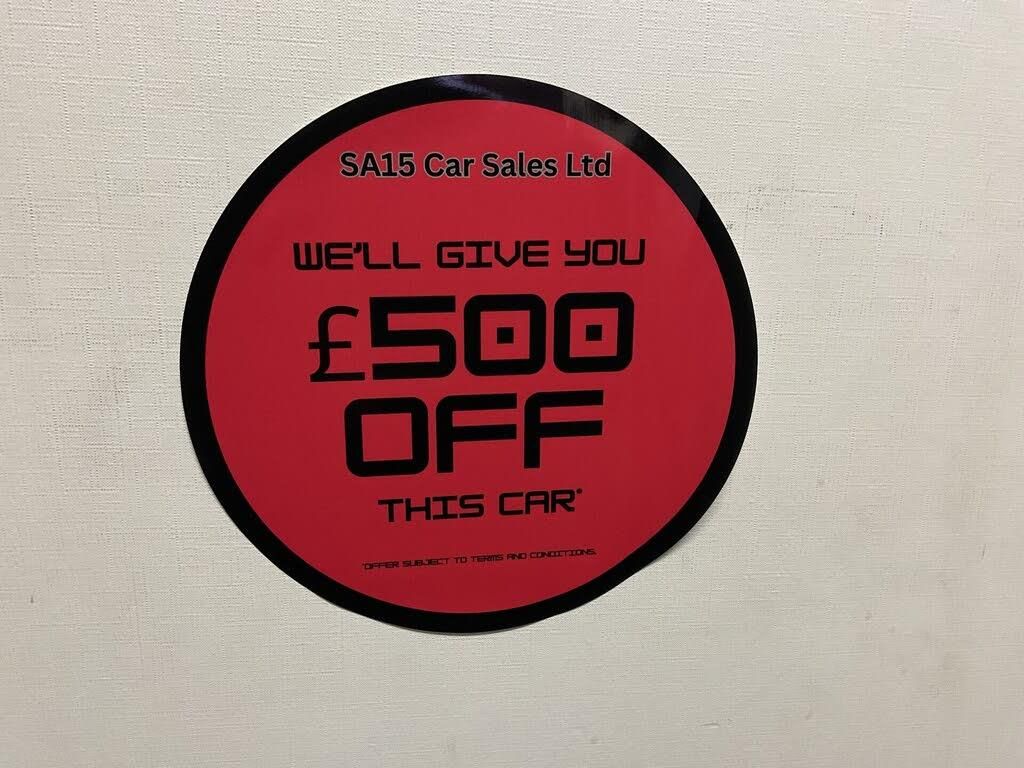 SA15 Car Sales Ltd
WE'LL GIVE YOU
£500
OFF
THIS CAR*
*OFFER SUBJECT TO TERMS AND CONDITIONS.